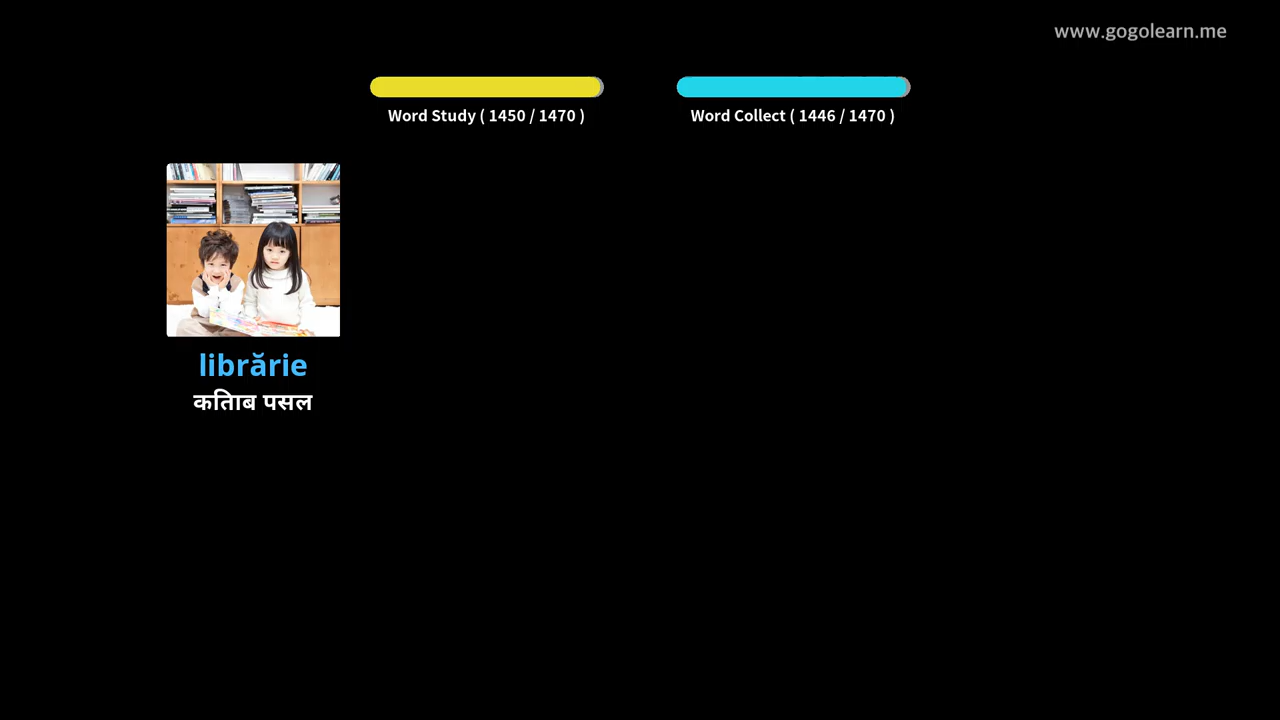 www.gogolearn.me
Word Study ( 1450 / 1470 )
Word Collect ( 1446 / 1470 )
librărie
किताब पसल